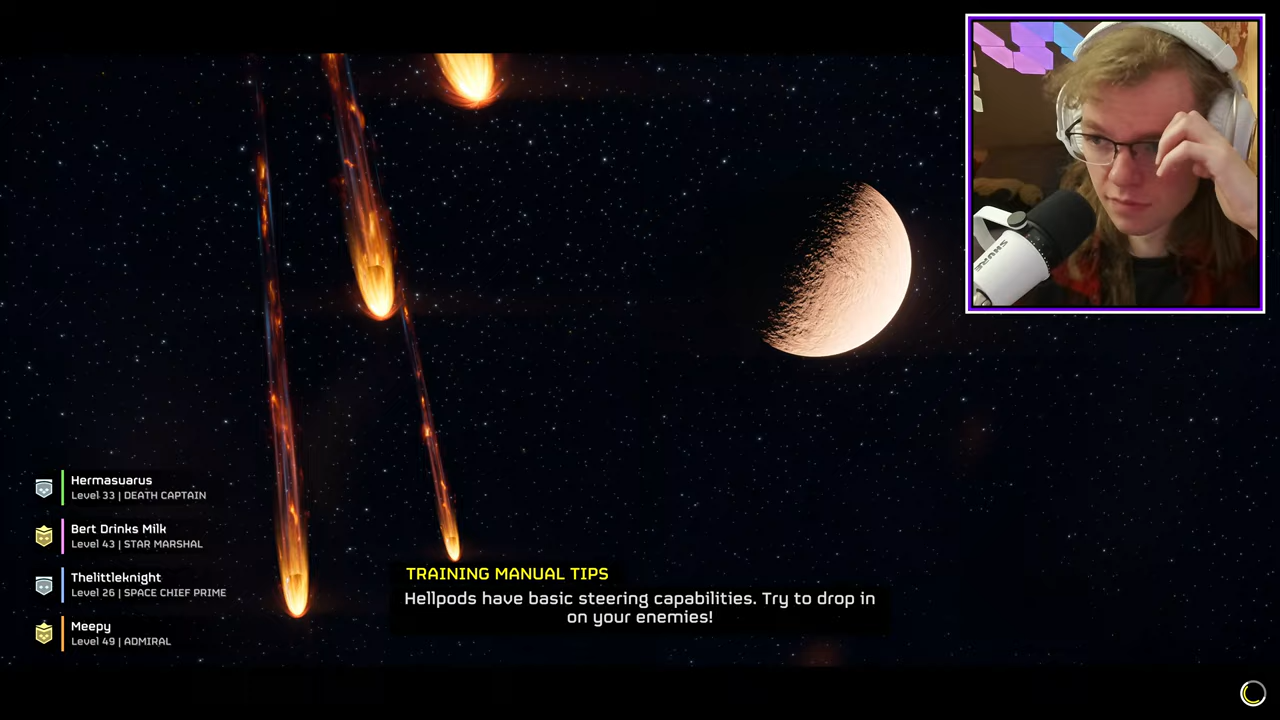 Hermasuarus
Level 33 | DEATH CAPTAIN
Bert Drinks Milk
Level 43 | STAR MARSHAL
Thelittleknight
Level 26 | SPACE CHIEF PRIME
Meepy
Level 49 | ADMIRAL
TRAINING MANUAL TIPS
Hellpods have basic steering capabilities. Try to drop in
on your enemies!